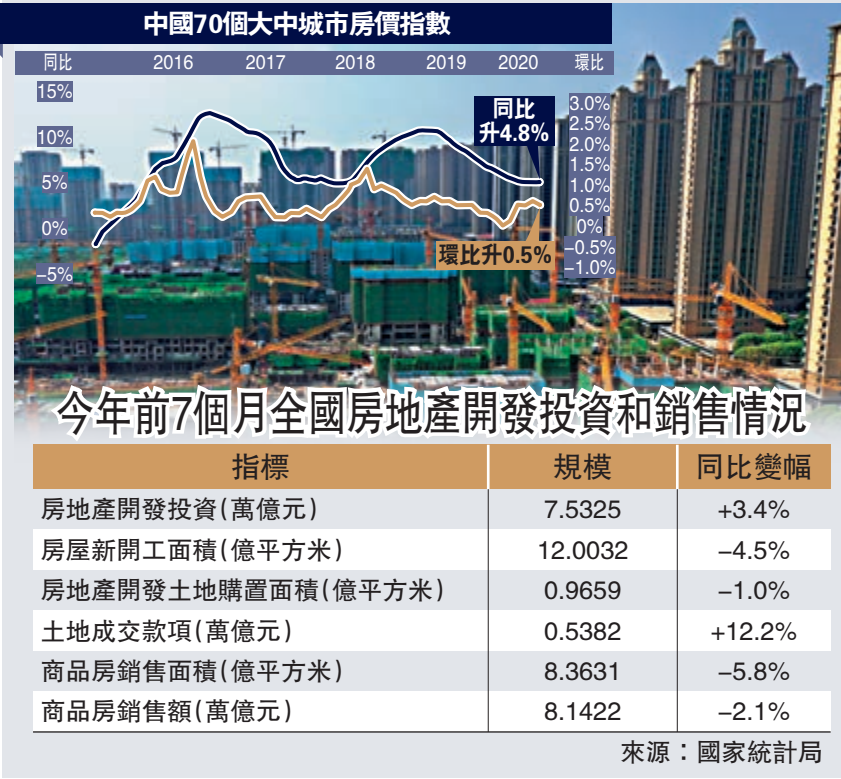 中國70個大中城市房價指數
同比 2016 2017 2018 2019 2020 環比
15%
10%
5%
0%
−5%
3.0%
2.5%
2.0%
1.5%
1.0%
0.5%
0%
−0.5%
−1.0%
同比
升4.8%
環比升0.5%
今年前7個月全國房地產開發投資和銷售情況
指標 規模 同比變幅
房地產開發投資(萬億元) 7.5325 +3.4%
房屋新開工面積(億平方米) 12.0032 −4.5%
房地產開發土地購置面積(億平方米) 0.9659 −1.0%
土地成交款項(萬億元) 0.5382 +12.2%
商品房銷售面積(億平方米) 8.3631 −5.8%
商品房銷售額(萬億元) 8.1422 −2.1%
來源：國家統計局